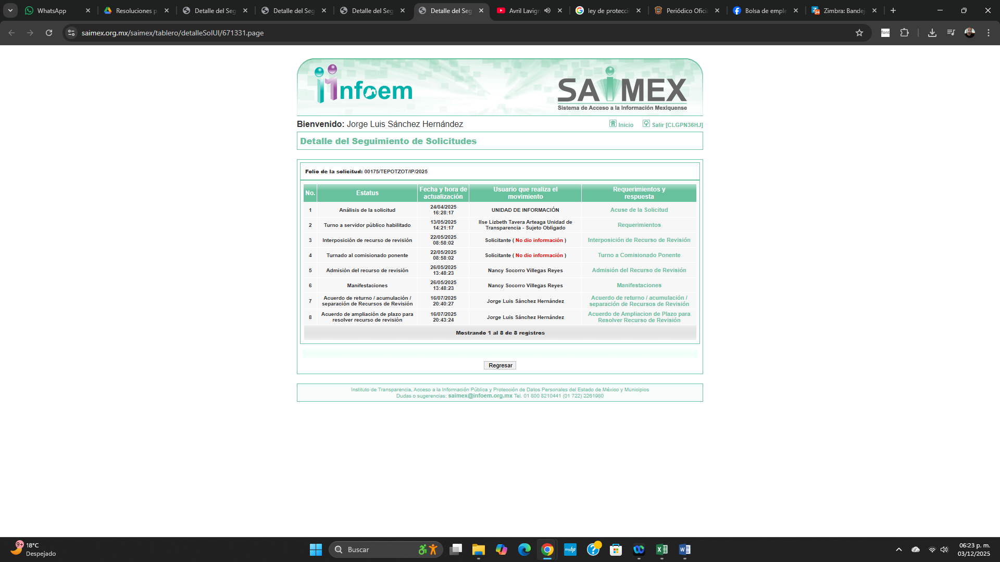 WhatsApp
Resoluciones p
Detalle del Seg
Detalle del Seg
Detalle del Seg
Detalle del Seg
Avril Lavign
ley de protecci
Periódico Ofici
Bolsa de emple
Zimbra: Bandej
saimex.org.mx/saimex/tablero/detalleSolUI/671331.page
font
infoem
SAIMEX
Sistema de Acceso a la Información Mexiquense
Bienvenido: Jorge Luis Sánchez Hernández
Inicio
Salir [CLGPN36HJ]
Detalle del Seguimiento de Solicitudes
Folio de la solicitud: 00175/TEPOTZOT/IP/2025
No. Estatus Fecha y hora de actualización Usuario que realiza el movimiento Requerimientos y respuesta
1 Análisis de la solicitud 24/04/2025 16:28:17 UNIDAD DE INFORMACIÓN Acuse de la Solicitud
2 Turno a servidor público habilitado 13/05/2025 14:21:17 Ilse Lizbeth Tavera Arteaga Unidad de Transparencia - Sujeto Obligado Requerimientos
3 Interposición de recurso de revisión 22/05/2025 08:58:02 Solicitante ( No dio información ) Interposición de Recurso de Revisión
4 Turnado al comisionado ponente 22/05/2025 08:58:02 Solicitante ( No dio información ) Turno a Comisionado Ponente
5 Admisión del recurso de revisión 26/05/2025 13:48:23 Nancy Socorro Villegas Reyes Admisión del Recurso de Revisión
6 Manifestaciones 26/05/2025 13:48:23 Nancy Socorro Villegas Reyes Manifestaciones
7 Acuerdo de returno / acumulación / separación de Recursos de Revisión 16/07/2025 20:40:27 Jorge Luis Sánchez Hernández Acuerdo de returno / acumulación / separación de Recursos de Revisión
8 Acuerdo de ampliación de plazo para resolver recurso de revisión 16/07/2025 20:43:24 Jorge Luis Sánchez Hernández Acuerdo de Ampliacion de Plazo para Resolver Recurso de Revisión
Mostrando 1 al 8 de 8 registros
Regresar
Instituto de Transparencia, Acceso a la Información Pública y Protección de Datos Personales del Estado de México y Municipios
Dudas o sugerencias: saimex@infoem.org.mx Tel. 01 800 8210441 (01 722) 2261980
9+
18°C
Despejado
Buscar
myhp
06:23 p. m.
03/12/2025